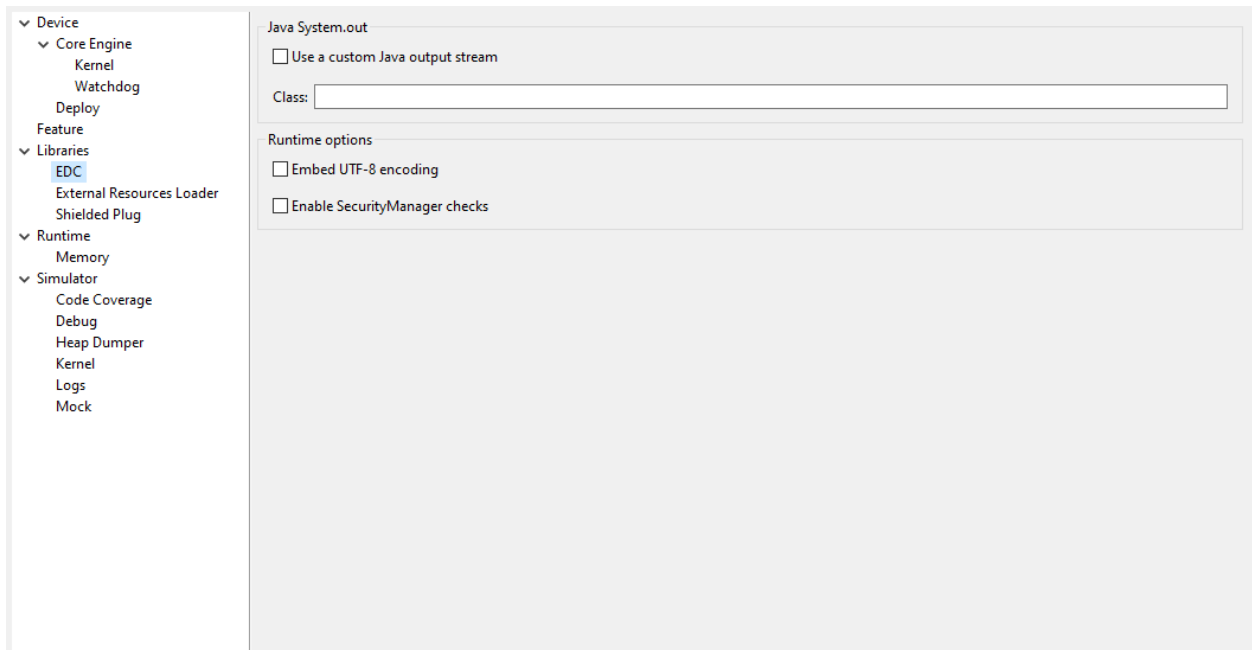 Device
Core Engine
Kernel
Watchdog
Deploy
Feature
Libraries
EDC
External Resources Loader
Shielded Plug
Runtime
Memory
Simulator
Code Coverage
Debug
Heap Dumper
Kernel
Logs
Mock
Java System.out
Use a custom Java output stream
Class:
Runtime options
Embed UTF-8 encoding
Enable SecurityManager checks